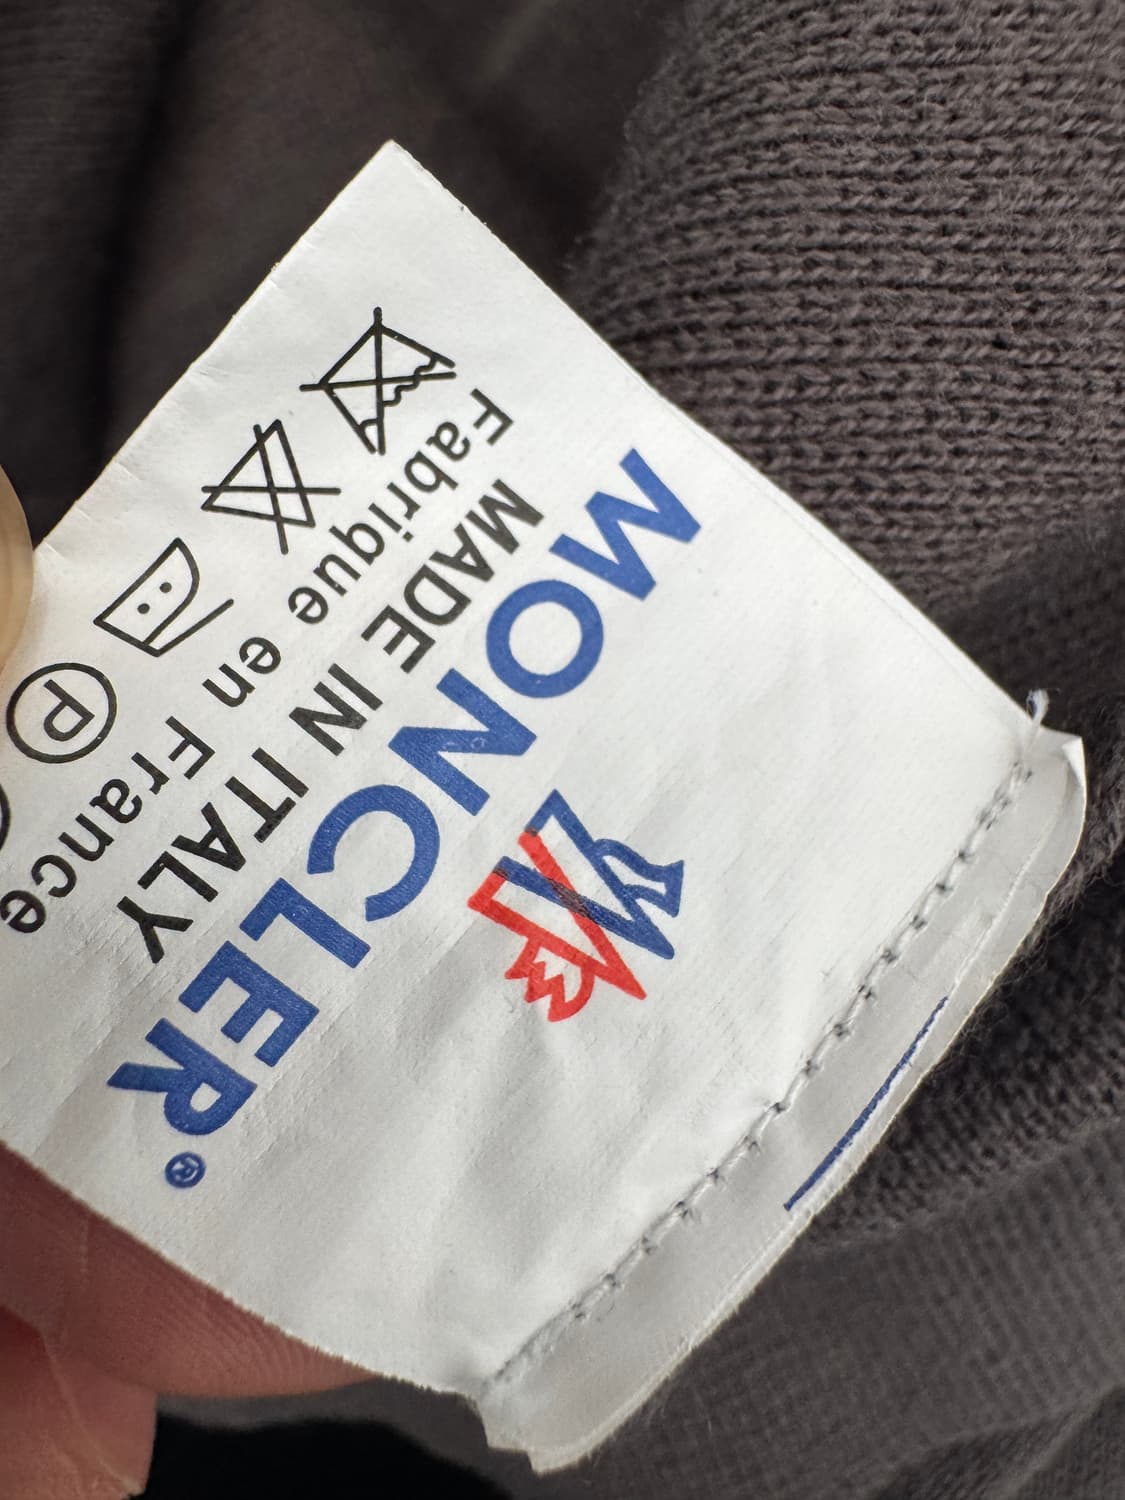 MONCLER®
MADE IN ITALY
Fabriqué en France
P